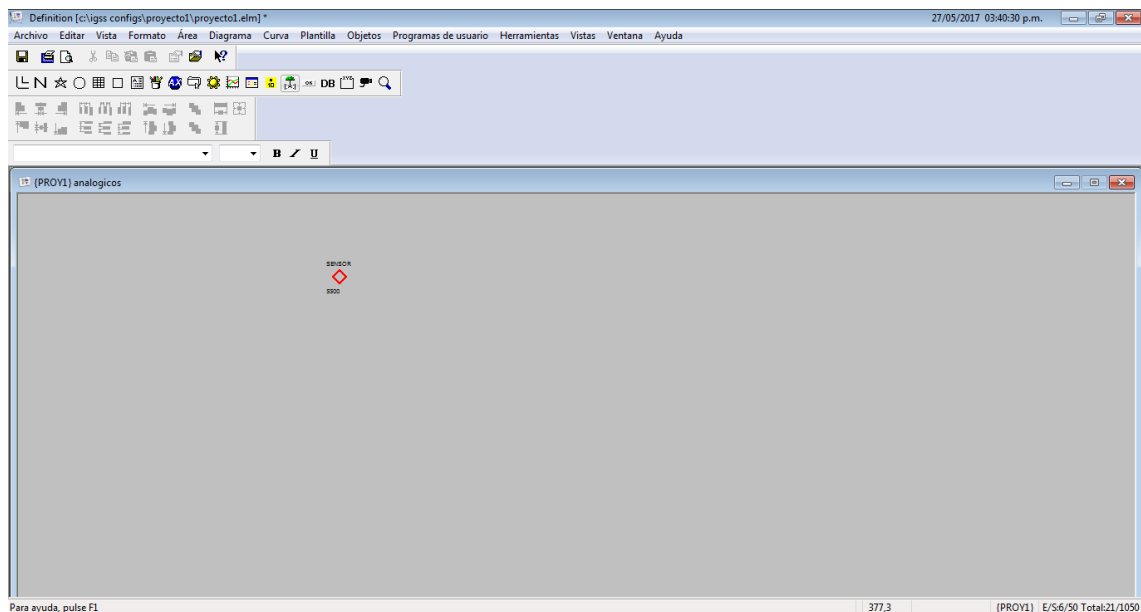 Definition [c:\igss configs\proyecto1\proyecto1.elm] * 27/05/2017 03:40:30 p.m.
Archivo Editar Vista Formato Área Diagrama Curva Plantilla Objetos Programas de usuario Herramientas Vistas Ventana Ayuda
AX DB
B I U
{PROY1} analogicos
SENSOR
5500
Para ayuda, pulse F1 377,3 {PROY1} E/S:6/50 Total:21/1050